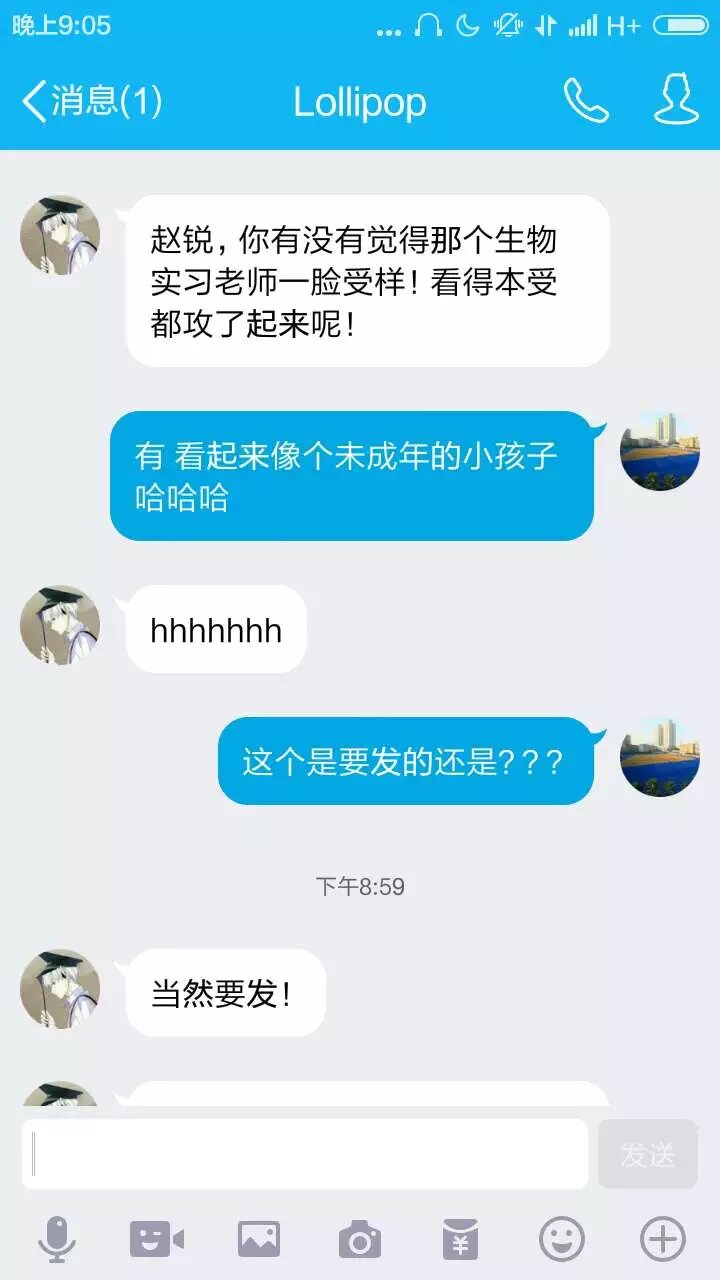 晚上9:05
H+
消息(1)
Lollipop
赵锐，你有没有觉得那个生物
实习老师一脸受样！看得本受
都攻了起来呢！
有 看起来像个未成年的小孩子
哈哈哈
hhhhhhh
这个是要发的还是？？？
下午8:59
当然要发！
发送